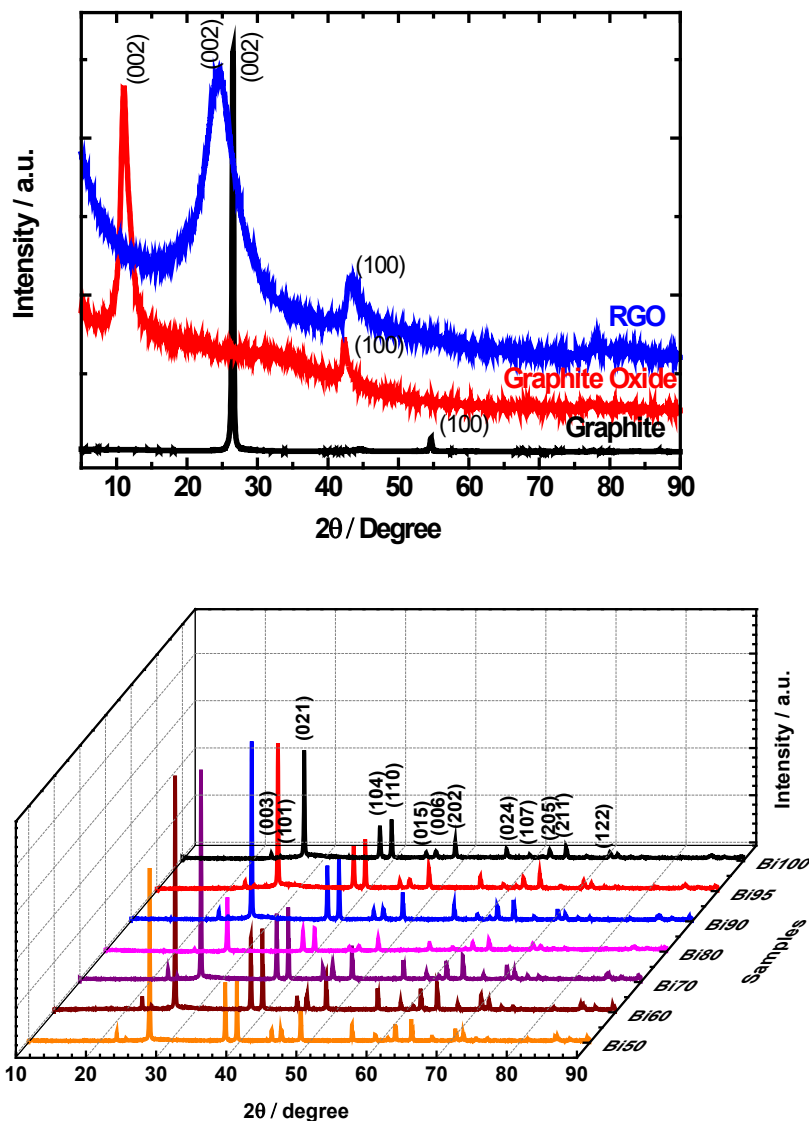 (002)
(002)
(002)
(100)
(100)
(100)
RGO
Graphite Oxide
Graphite
Intensity / a.u.
10 20 30 40 50 60 70 80 90
2θ / Degree
(021)
(003)
(101)
(104)
(110)
(015)
(006)
(202)
(024)
(107)
(205)
(211)
(122)
Intensity / a.u.
Bi100
Bi95
Bi90
Bi80
Bi70
Bi60
Bi50
Samples
10 20 30 40 50 60 70 80 90
2θ / degree